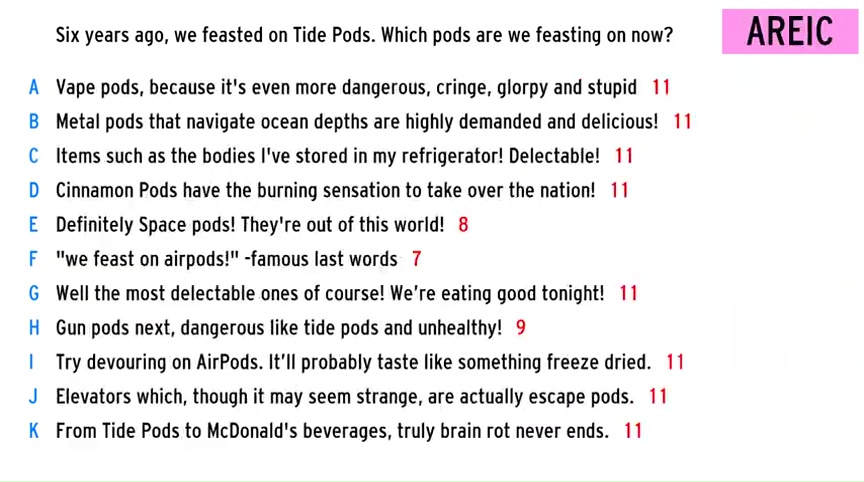 Six years ago, we feasted on Tide Pods. Which pods are we feasting on now?
AREIC
A Vape pods, because it's even more dangerous, cringe, glorpy and stupid 11
B Metal pods that navigate ocean depths are highly demanded and delicious! 11
C Items such as the bodies I've stored in my refrigerator! Delectable! 11
D Cinnamon Pods have the burning sensation to take over the nation! 11
E Definitely Space pods! They're out of this world! 8
F "we feast on airpods!" -famous last words 7
G Well the most delectable ones of course! We’re eating good tonight! 11
H Gun pods next, dangerous like tide pods and unhealthy! 9
I Try devouring on AirPods. It’ll probably taste like something freeze dried. 11
J Elevators which, though it may seem strange, are actually escape pods. 11
K From Tide Pods to McDonald's beverages, truly brain rot never ends. 11